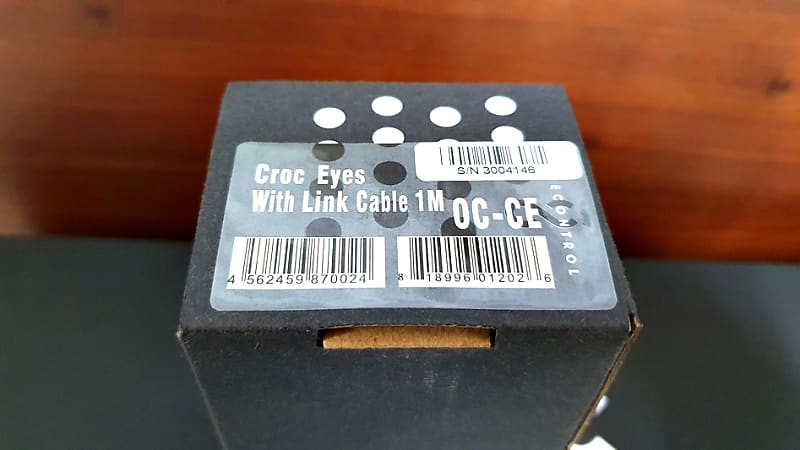 S/N 3004146
Croc Eyes
With Link Cable 1M
OC-CE
ECONTROL
4 562459 870024
8 18996 01202 6